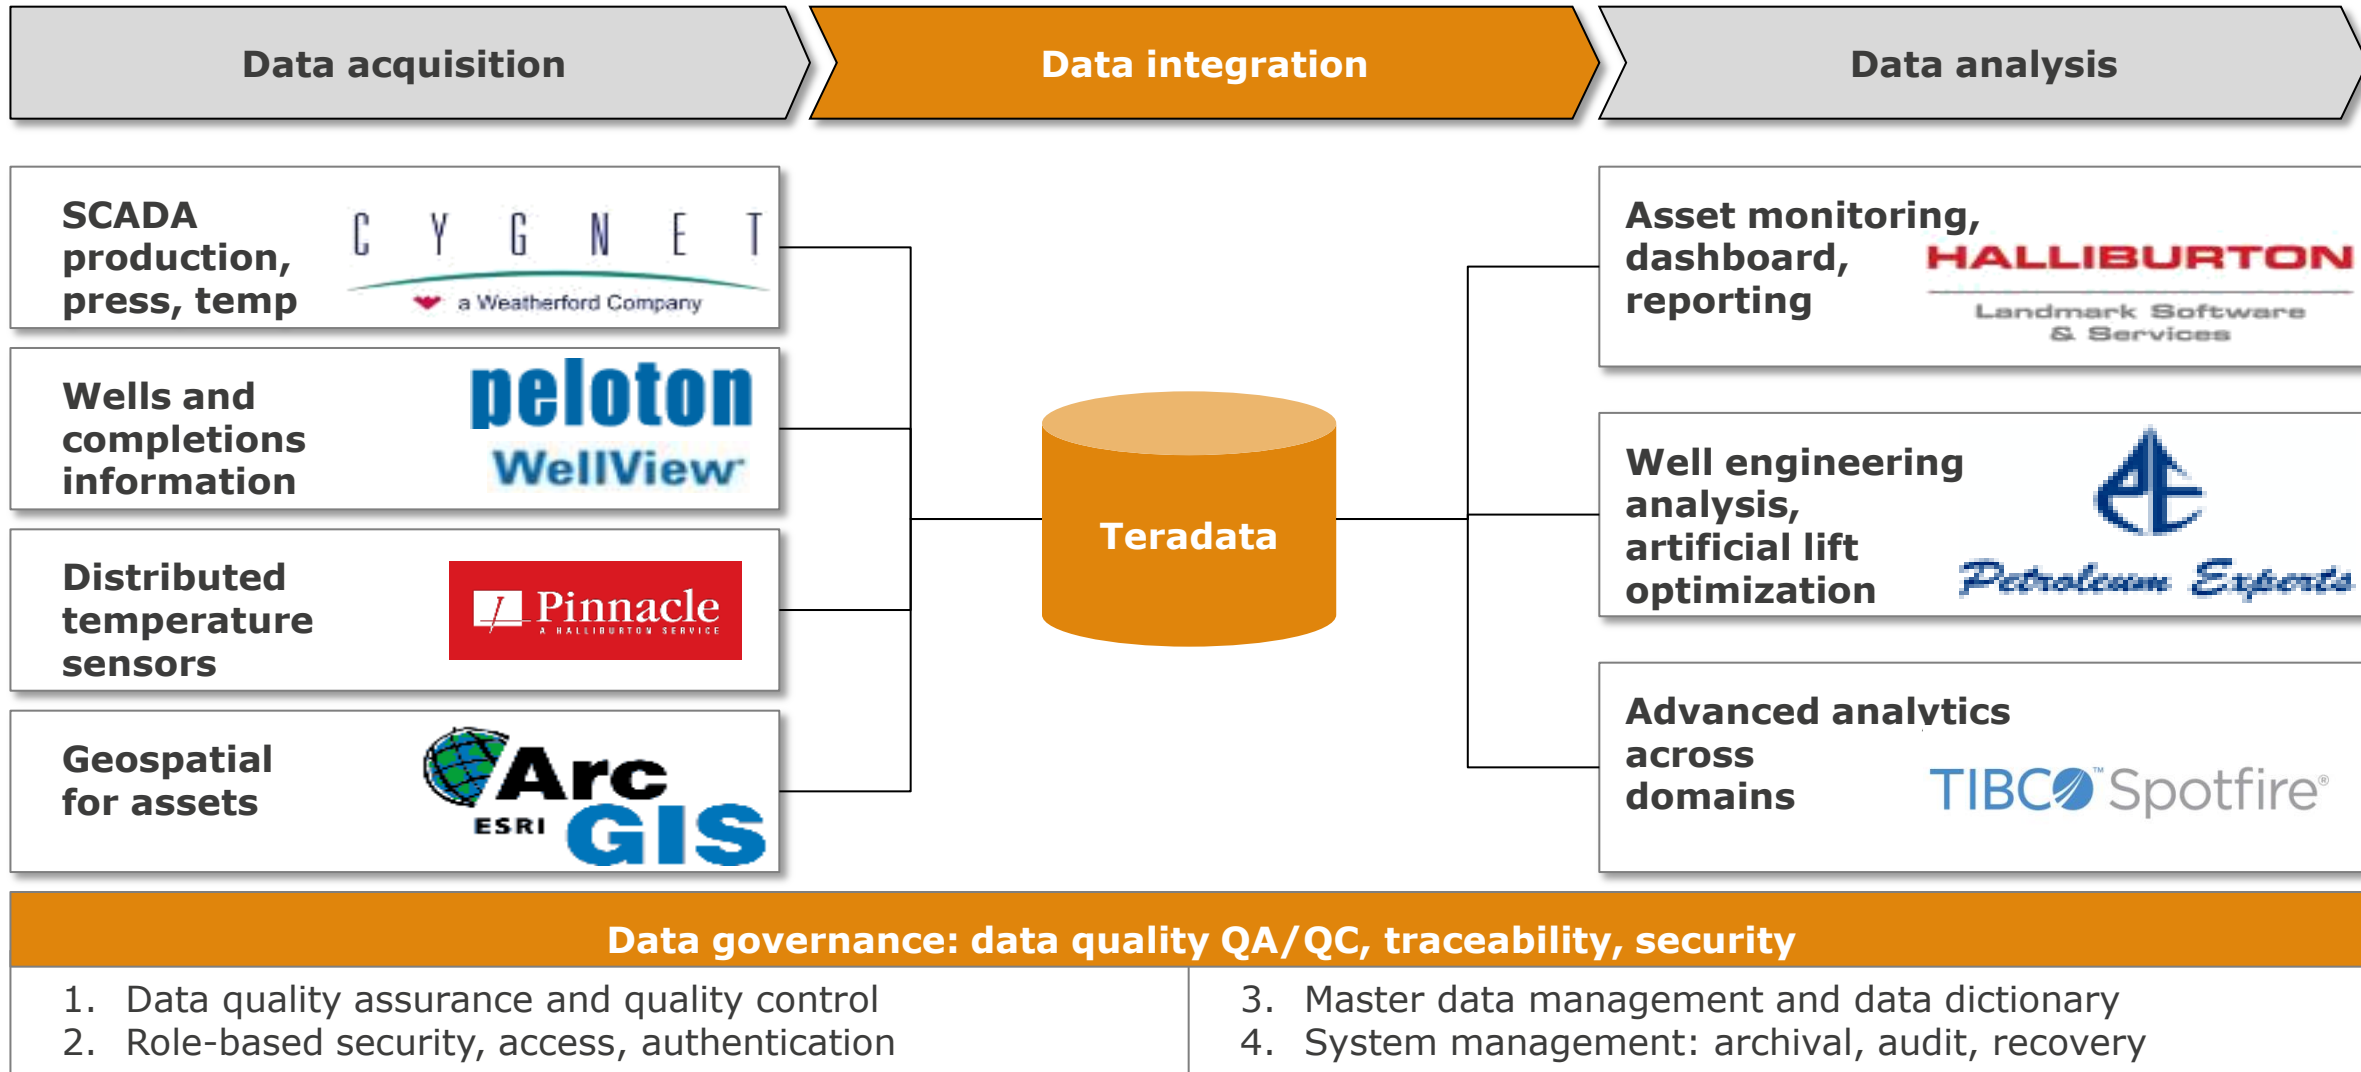 Data acquisition
Data integration
Data analysis
SCADA
production,
press, temp
CYGNET
a Weatherford Company
Wells and
completions
information
peloton
WellView
Distributed
temperature
sensors
Pinnacle
A HALLIBURTON SERVICE
Geospatial
for assets
Arc
ESRI
GIS
Teradata
Asset monitoring,
dashboard,
reporting
HALLIBURTON
Landmark Software
& Services
Well engineering
analysis,
artificial lift
optimization
PE
Petroleum Experts
Advanced analytics
across
domains
TIBCO™ Spotfire®
Data governance: data quality QA/QC, traceability, security
1. Data quality assurance and quality control
2. Role-based security, access, authentication
3. Master data management and data dictionary
4. System management: archival, audit, recovery